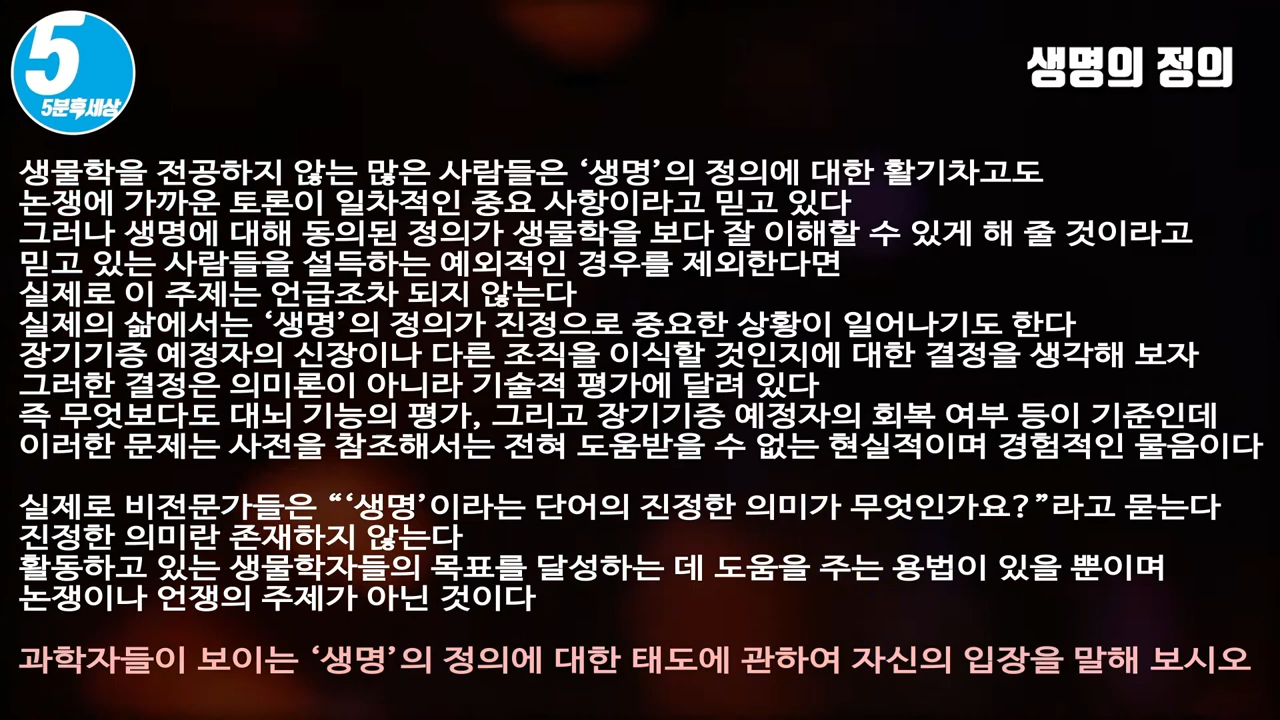 5
5분후세상
생명의 정의
생물학을 전공하지 않는 많은 사람들은 ‘생명’의 정의에 대한 활기차고도
논쟁에 가까운 토론이 일차적인 중요 사항이라고 믿고 있다
그러나 생명에 대해 동의된 정의가 생물학을 보다 잘 이해할 수 있게 해 줄 것이라고
믿고 있는 사람들을 설득하는 예외적인 경우를 제외한다면
실제로 이 주제는 언급조차 되지 않는다
실제의 삶에서는 ‘생명’의 정의가 진정으로 중요한 상황이 일어나기도 한다
장기기증 예정자의 신장이나 다른 조직을 이식할 것인지에 대한 결정을 생각해 보자
그러한 결정은 의미론이 아니라 기술적 평가에 달려 있다
즉 무엇보다도 대뇌 기능의 평가, 그리고 장기기증 예정자의 회복 여부 등이 기준인데
이러한 문제는 사전을 참조해서는 전혀 도움받을 수 없는 현실적이며 경험적인 물음이다
실제로 비전문가들은 “‘생명’이라는 단어의 진정한 의미가 무엇인가요?”라고 묻는다
진정한 의미란 존재하지 않는다
활동하고 있는 생물학자들의 목표를 달성하는 데 도움을 주는 용법이 있을 뿐이며
논쟁이나 언쟁의 주제가 아닌 것이다
과학자들이 보이는 ‘생명’의 정의에 대한 태도에 관하여 자신의 입장을 말해 보시오